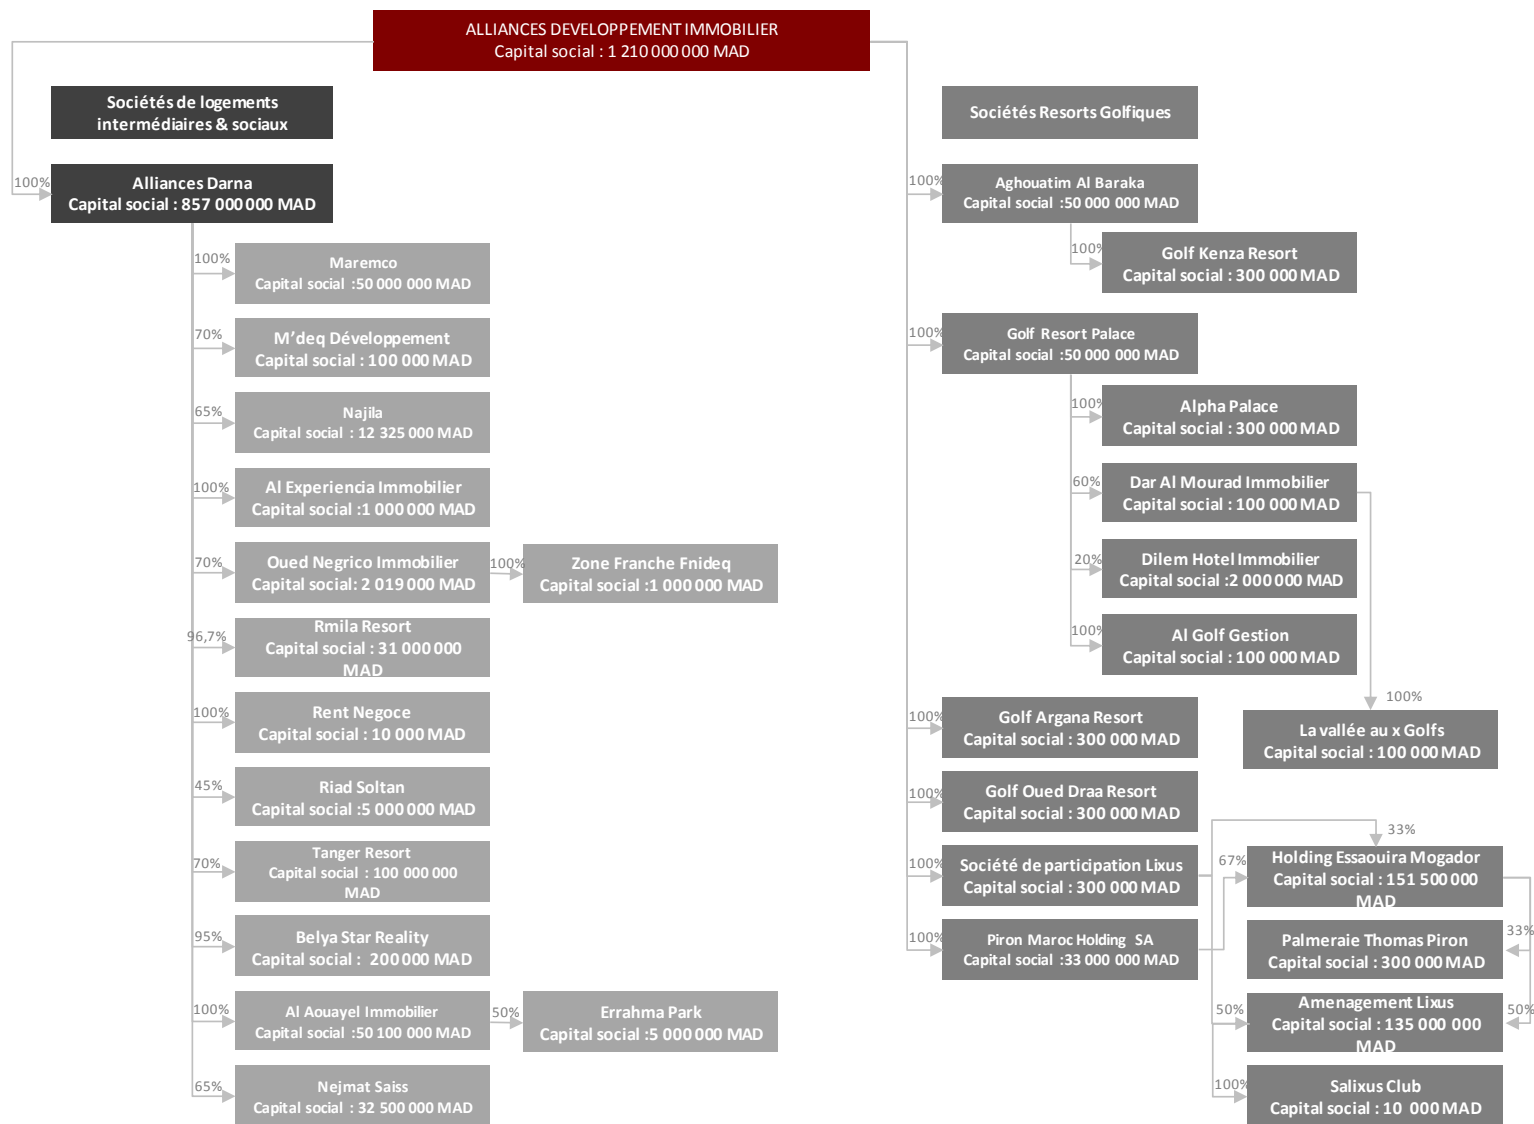 ALLIANCES DEVELOPPEMENT IMMOBILIER
Capital social : 1 210 000 000 MAD
Sociétés de logements
intermédiaires & sociaux
100%
Alliances Darna
Capital social : 857 000 000 MAD
100%
Maremco
Capital social :50 000 000 MAD
70%
M’deq Développement
Capital social : 100 000 MAD
65%
Najila
Capital social : 12 325 000 MAD
100%
Al Experiencia Immobilier
Capital social :1 000 000 MAD
70%
Oued Negrico Immobilier
Capital social: 2 019 000 MAD
100%
Zone Franche Fnideq
Capital social :1 000 000 MAD
96,7%
Rmila Resort
Capital social : 31 000 000
MAD
100%
Rent Negoce
Capital social : 10 000 MAD
45%
Riad Soltan
Capital social :5 000 000 MAD
70%
Tanger Resort
Capital social : 100 000 000
MAD
95%
Belya Star Reality
Capital social : 200 000 MAD
100%
Al Aouayel Immobilier
Capital social :50 100 000 MAD
50%
Errahma Park
Capital social :5 000 000 MAD
65%
Nejmat Saiss
Capital social : 32 500 000 MAD
Sociétés Resorts Golfiques
100%
Aghouatim Al Baraka
Capital social :50 000 000 MAD
100%
Golf Kenza Resort
Capital social : 300 000 MAD
100%
Golf Resort Palace
Capital social :50 000 000 MAD
100%
Alpha Palace
Capital social : 300 000 MAD
60%
Dar Al Mourad Immobilier
Capital social : 100 000 MAD
20%
Dilem Hotel Immobilier
Capital social :2 000 000 MAD
100%
Al Golf Gestion
Capital social : 100 000 MAD
100%
La vallée au x Golfs
Capital social : 100 000 MAD
100%
Golf Argana Resort
Capital social : 300 000 MAD
100%
Golf Oued Draa Resort
Capital social : 300 000 MAD
100%
Société de participation Lixus
Capital social : 300 000 MAD
100%
Piron Maroc Holding SA
Capital social :33 000 000 MAD
33%
67%
Holding Essaouira Mogador
Capital social : 151 500 000
MAD
33%
Palmeraie Thomas Piron
Capital social : 300 000 MAD
50%
Amenagement Lixus
Capital social : 135 000 000
MAD
50%
100%
Salixus Club
Capital social : 10 000 MAD